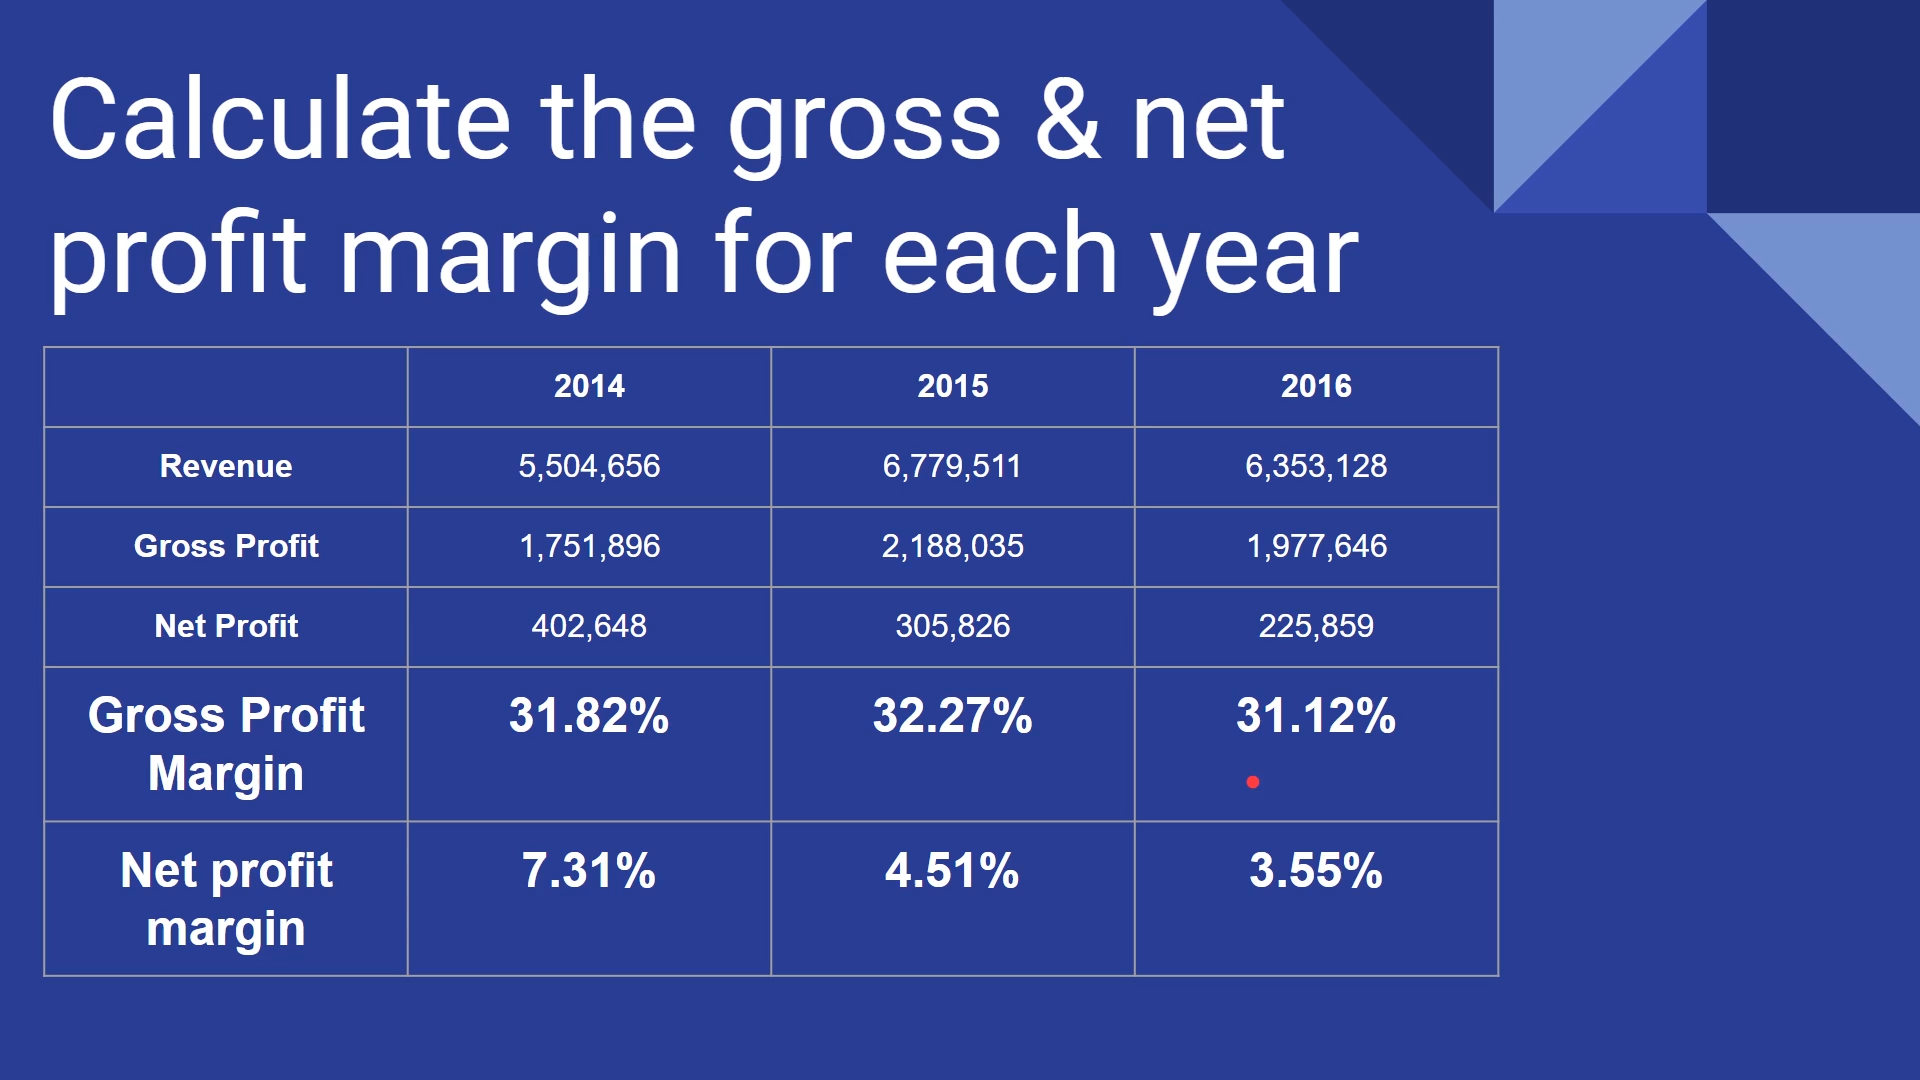 Calculate the gross & net
profit margin for each year
2014 2015 2016
Revenue 5,504,656 6,779,511 6,353,128
Gross Profit 1,751,896 2,188,035 1,977,646
Net Profit 402,648 305,826 225,859
Gross Profit 31.82% 32.27% 31.12%
Margin
Net profit 7.31% 4.51% 3.55%
margin